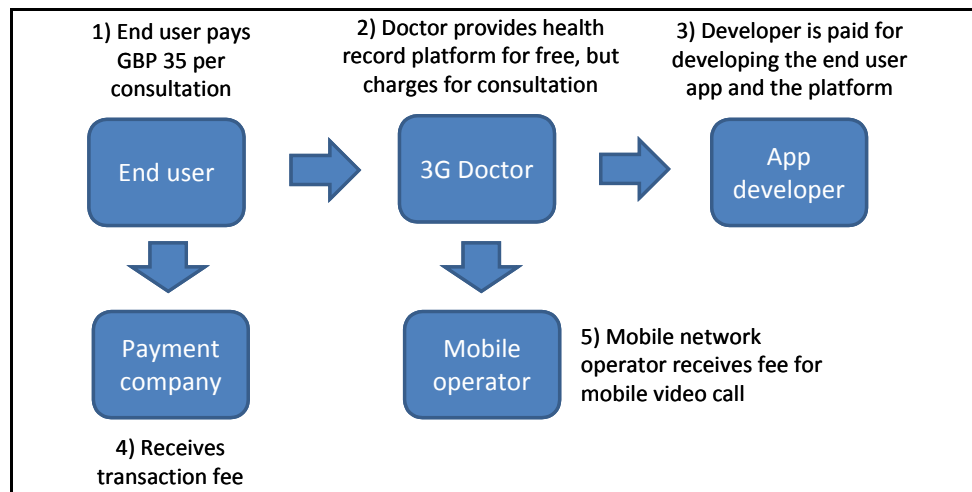 1) End user pays
GBP 35 per
consultation
2) Doctor provides health
record platform for free, but
charges for consultation
3) Developer is paid for
developing the end user
app and the platform
End user
3G Doctor
App
developer
Payment
company
Mobile
operator
5) Mobile network
operator receives fee for
mobile video call
4) Receives
transaction fee